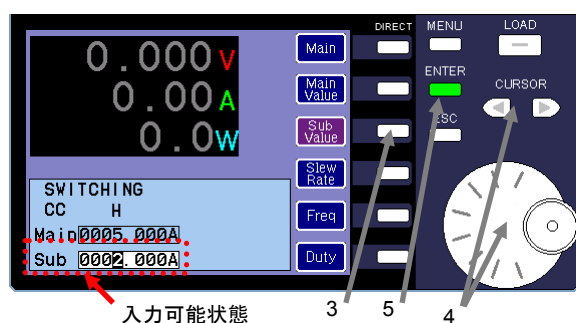 DIRECT MENU LOAD
0.000V
Main
0.00A
Main
Value
ENTER
CURSOR
0.0W
Sub
Value
ESC
Slew
Rate
SWITCHING
CC H
Freq
Main 0005.000A
Sub 0002.000A
Duty
入力可能状態
3
5
4